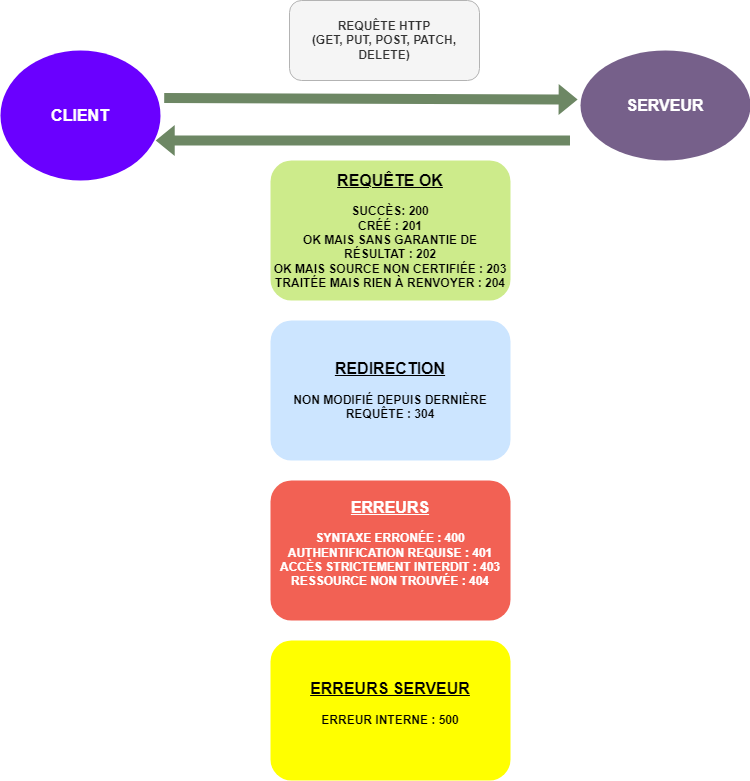 REQUÊTE HTTP
(GET, PUT, POST, PATCH,
DELETE)
CLIENT
SERVEUR
REQUÊTE OK
SUCCÈS: 200
CRÉÉ : 201
OK MAIS SANS GARANTIE DE
RÉSULTAT : 202
OK MAIS SOURCE NON CERTIFIÉE : 203
TRAITÉE MAIS RIEN À RENVOYER : 204
REDIRECTION
NON MODIFIÉ DEPUIS DERNIÈRE
REQUÊTE : 304
ERREURS
SYNTAXE ERRONÉE : 400
AUTHENTIFICATION REQUISE : 401
ACCÈS STRICTEMENT INTERDIT : 403
RESSOURCE NON TROUVÉE : 404
ERREURS SERVEUR
ERREUR INTERNE : 500